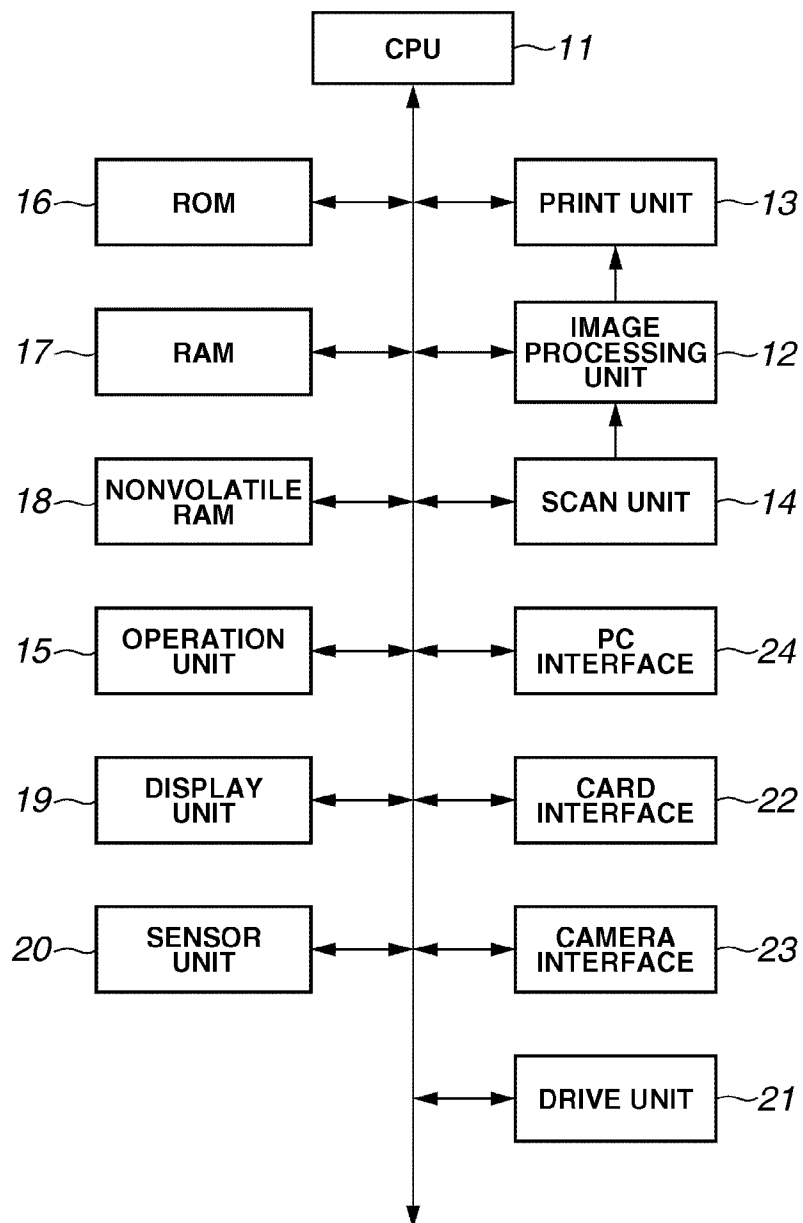 CPU
11
16
ROM
PRINT UNIT
13
17
RAM
IMAGE
PROCESSING
UNIT
12
18
NONVOLATILE
RAM
SCAN UNIT
14
15
OPERATION
UNIT
PC
INTERFACE
24
19
DISPLAY
UNIT
CARD
INTERFACE
22
20
SENSOR
UNIT
CAMERA
INTERFACE
23
DRIVE UNIT
21